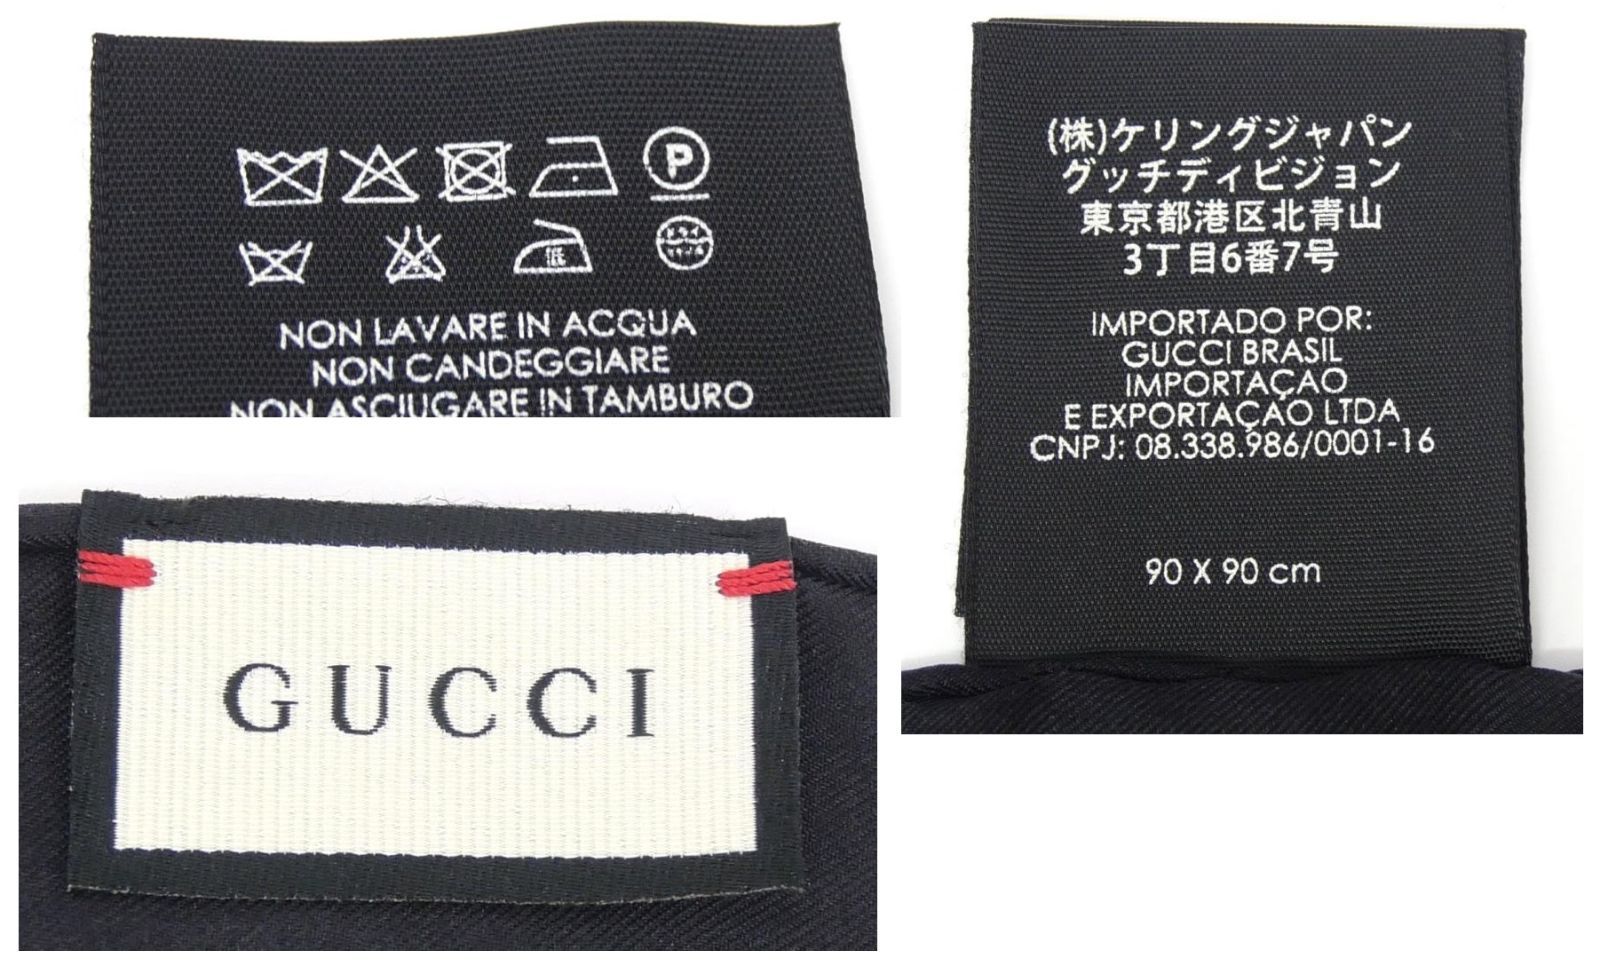 P
NON LAVARE IN ACQUA
NON CANDEGGIARE
NON ASCIUGARE IN TAMBURO
(株)ケリングジャパン
グッチディビジョン
東京都港区北青山
3丁目6番7号
IMPORTADO POR:
GUCCI BRASIL
IMPORTAÇAO
E EXPORTAÇAO LTDA
CNPJ: 08.338.986/0001-16
90 X 90 cm
GUCCI